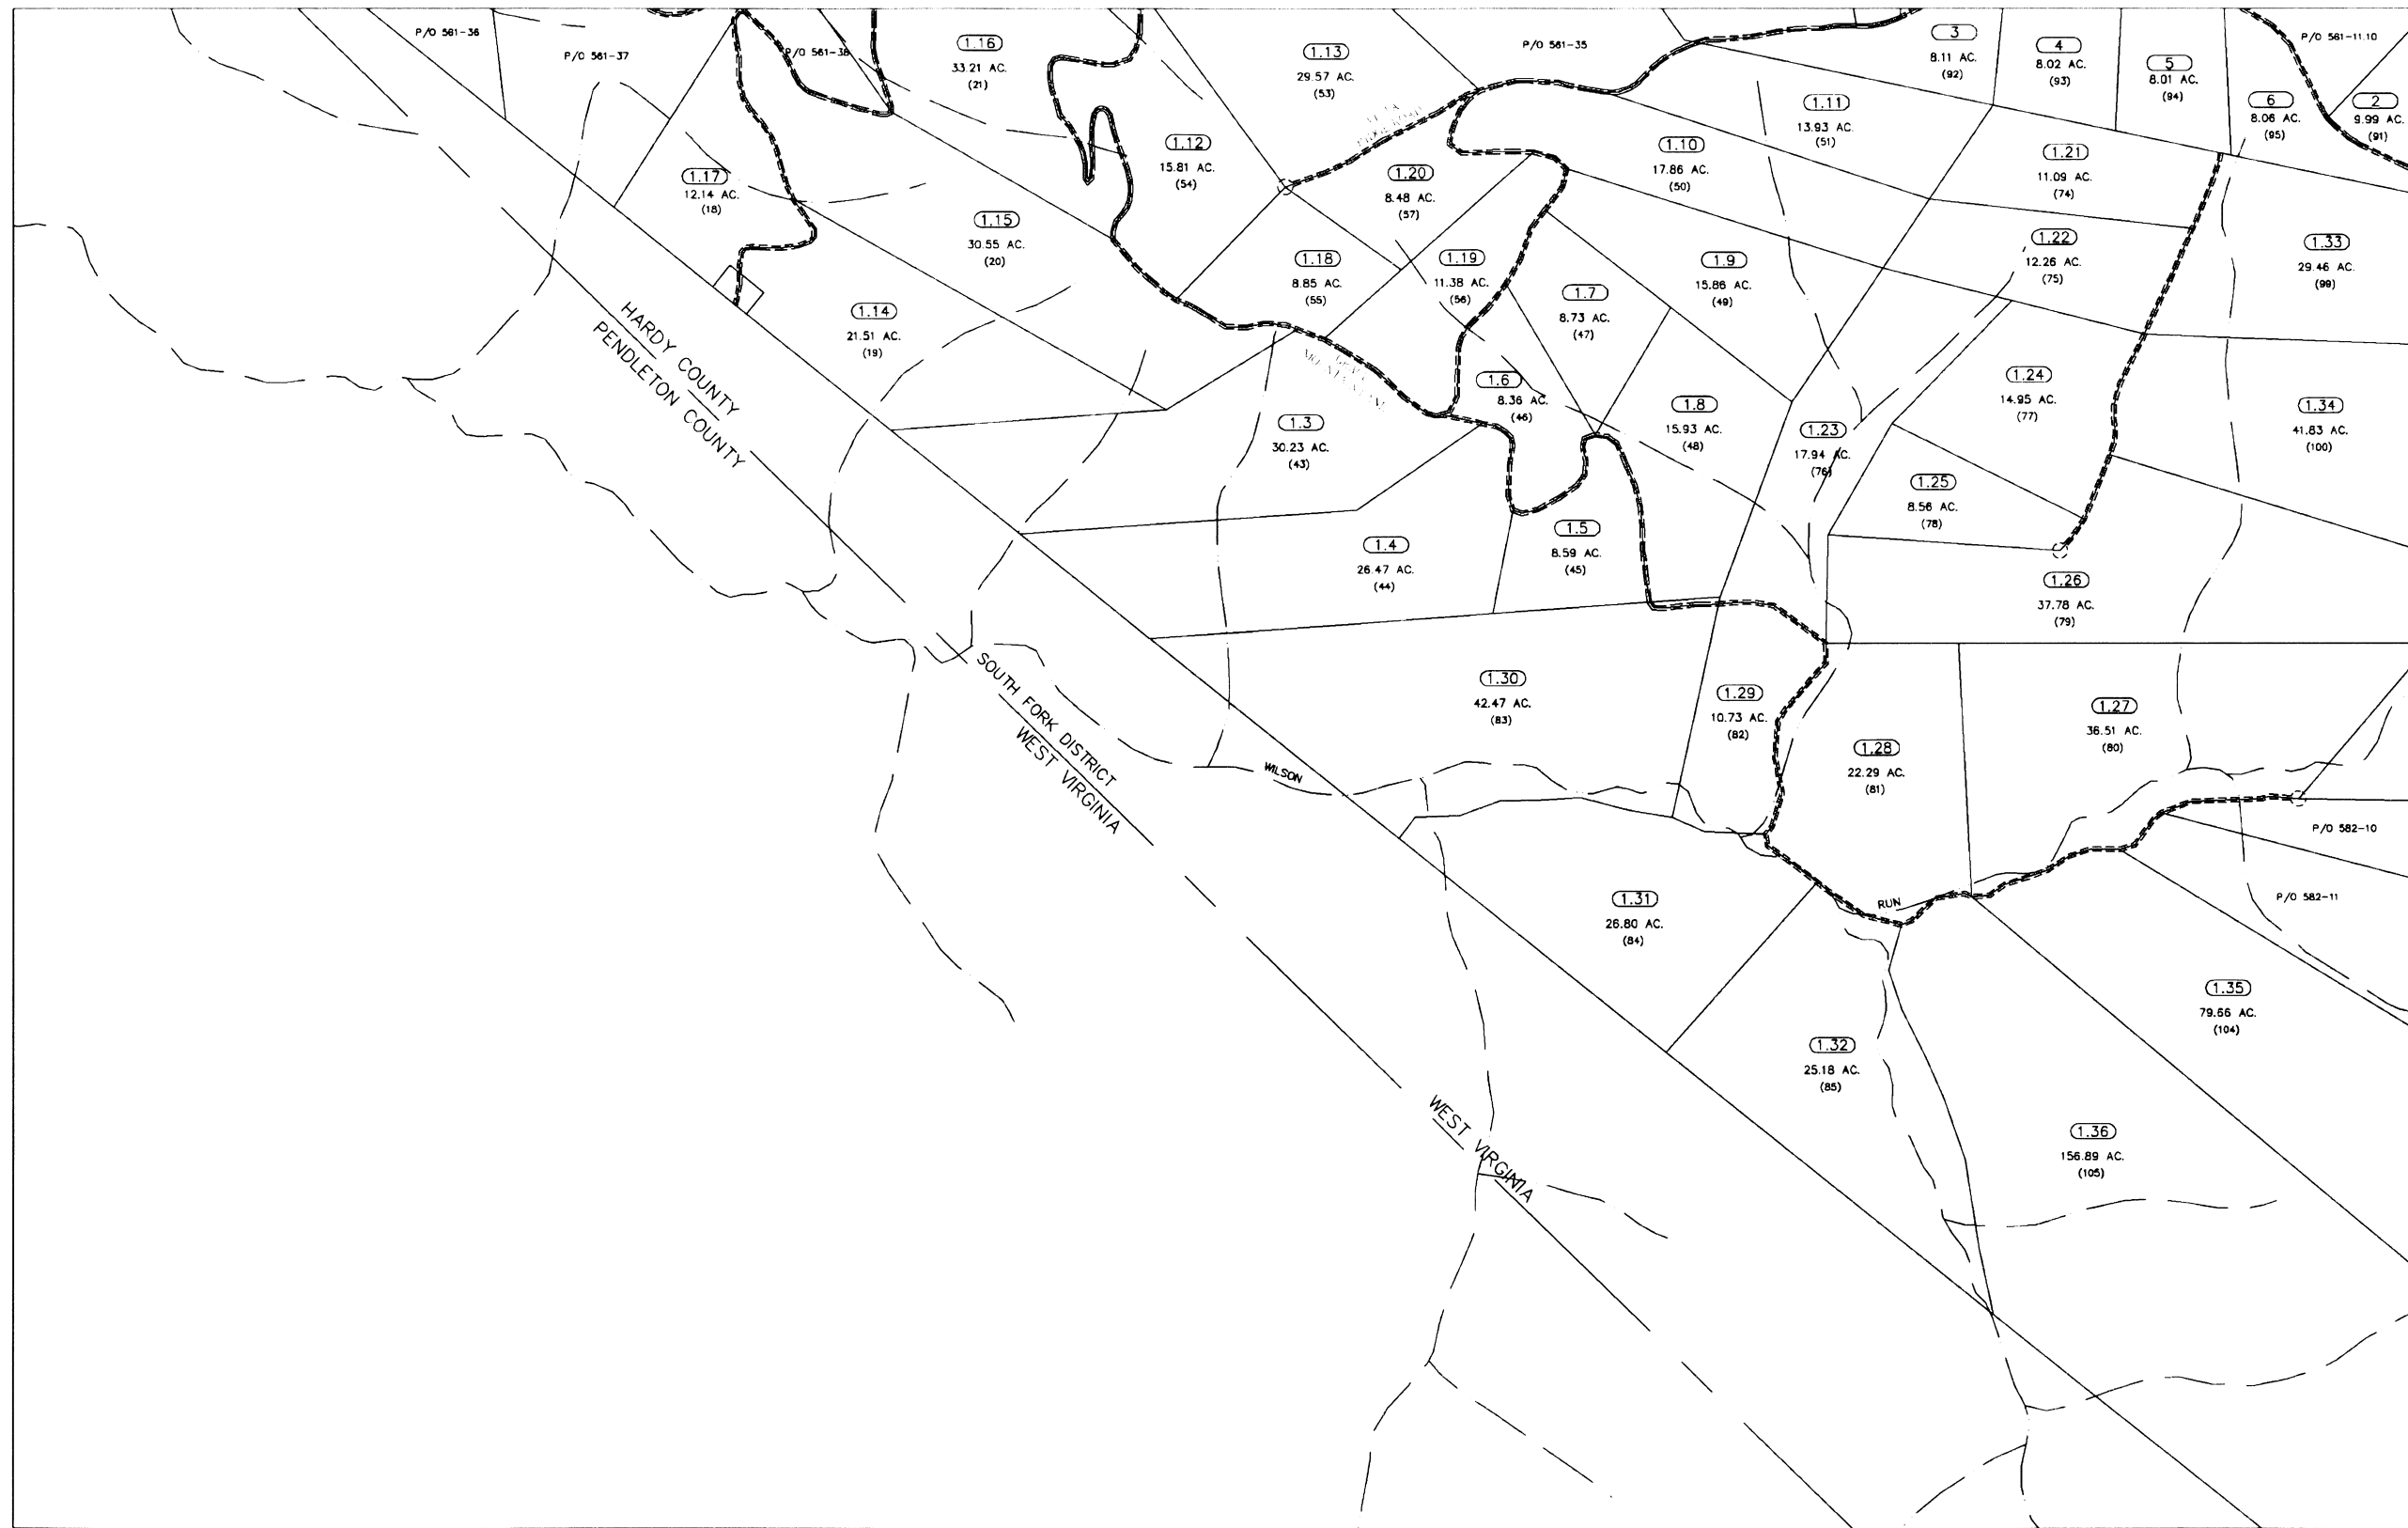 P/O 561-36
P/O 561-37
P/O 561-38
1.16
33.21 AC.
(21)
1.13
29.57 AC.
(53)
P/O 561-35
3
8.11 AC.
(92)
4
8.02 AC.
(93)
5
8.01 AC.
(94)
P/O 561-11.10
6
8.06 AC.
(95)
2
9.99 AC.
(91)
1.17
12.14 AC.
(18)
1.12
15.81 AC.
(54)
1.20
8.48 AC.
(57)
1.10
17.86 AC.
(50)
1.11
13.93 AC.
(51)
1.21
11.09 AC.
(74)
1.15
30.55 AC.
(20)
1.18
8.85 AC.
(55)
1.19
11.38 AC.
(56)
1.7
8.73 AC.
(47)
1.9
15.86 AC.
(49)
1.22
12.26 AC.
(75)
1.33
29.46 AC.
(99)
1.14
21.51 AC.
(19)
HARDY COUNTY
PENDLETON COUNTY
1.3
30.23 AC.
(43)
1.6
8.36 AC.
(46)
1.8
15.93 AC.
(48)
1.23
17.94 AC.
(76)
1.24
14.95 AC.
(77)
1.34
41.83 AC.
(100)
1.25
8.56 AC.
(78)
1.4
26.47 AC.
(44)
1.5
8.59 AC.
(45)
1.26
37.78 AC.
(79)
SOUTH FORK DISTRICT
WEST VIRGINIA
1.30
42.47 AC.
(83)
1.29
10.73 AC.
(82)
1.28
22.29 AC.
(81)
1.27
36.51 AC.
(80)
WILSON
RUN
P/O 582-10
P/O 582-11
1.31
26.80 AC.
(84)
1.35
79.66 AC.
(104)
1.32
25.18 AC.
(85)
1.36
156.89 AC.
(105)
WEST VIRGINIA